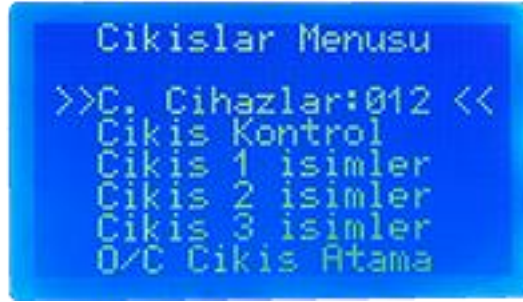 Cikislar Menusu
>>C. Cihazlar:012 <<
Cikis Kontrol
Cikis 1 isimler
Cikis 2 isimler
Cikis 3 isimler
O/C Cikis Atama